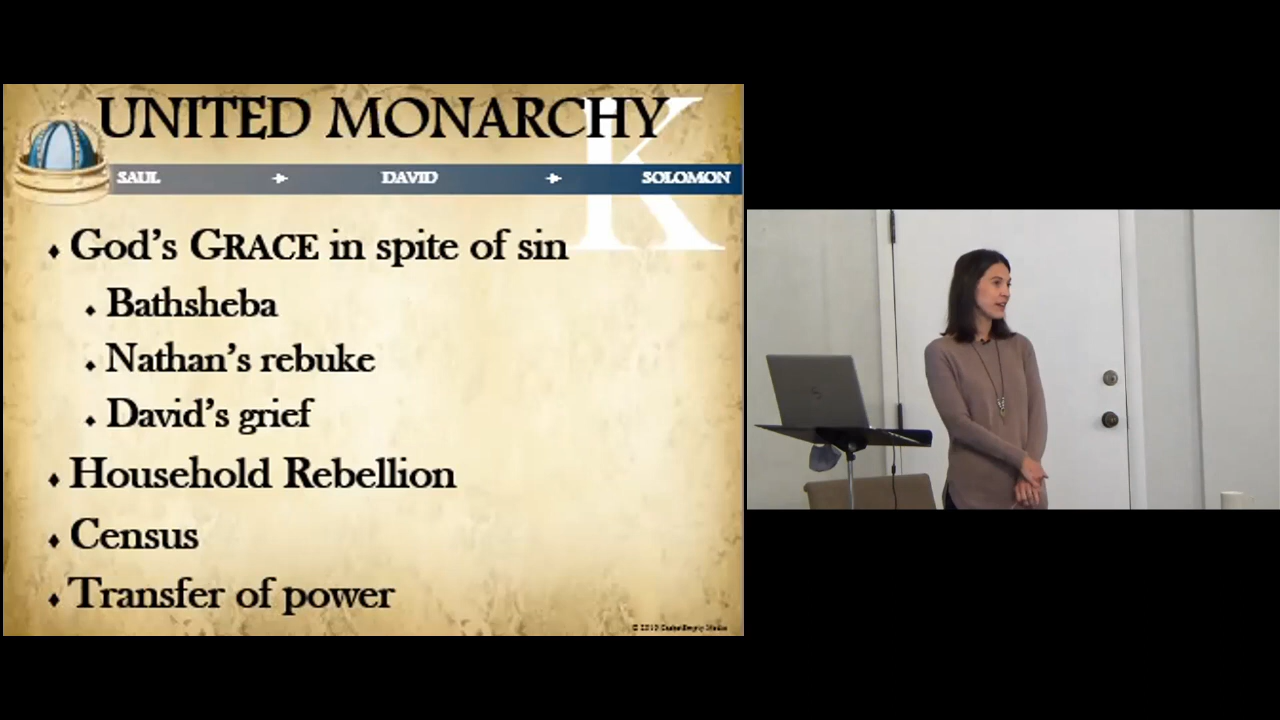 UNITED MONARCHY
K
SAUL DAVID SOLOMON
God's GRACE in spite of sin
Bathsheba
Nathan's rebuke
David's grief
Household Rebellion
Census
Transfer of power